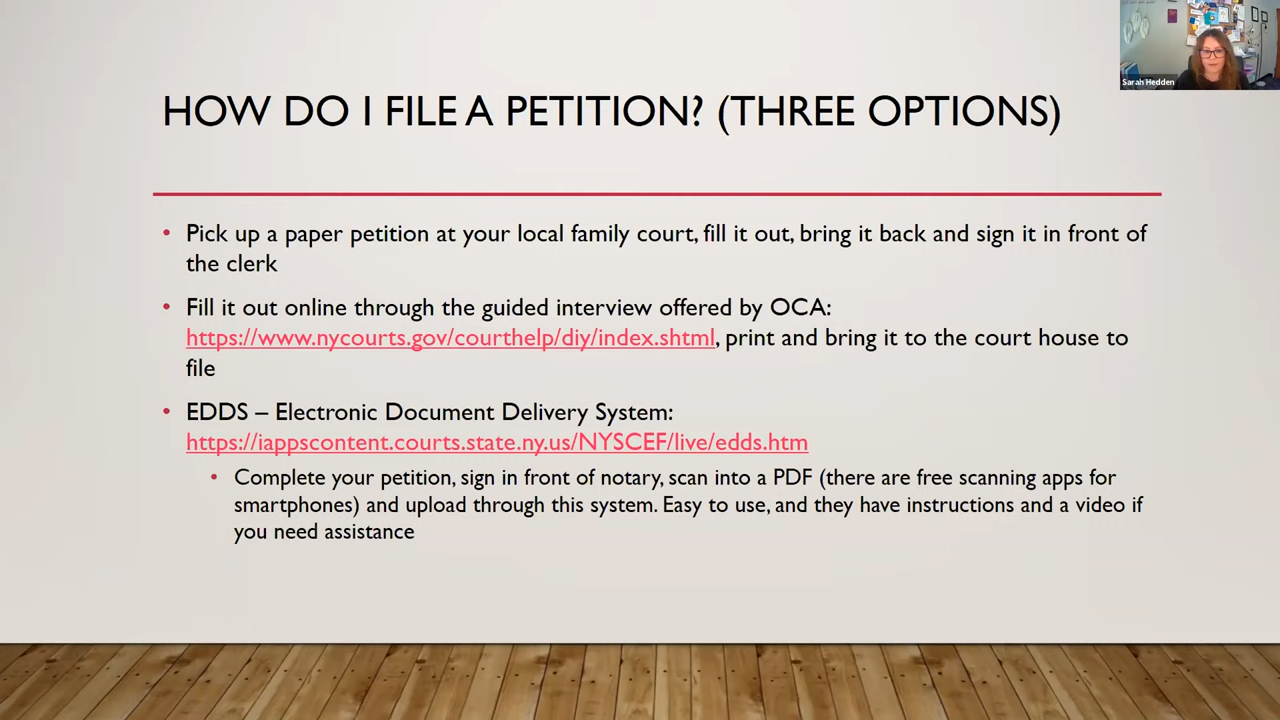 Sarah Hedden
HOW DO I FILE A PETITION? (THREE OPTIONS)
• Pick up a paper petition at your local family court, fill it out, bring it back and sign it in front of
the clerk
• Fill it out online through the guided interview offered by OCA:
https://www.nycourts.gov/courthelp/diy/index.shtml, print and bring it to the court house to
file
• EDDS – Electronic Document Delivery System:
https://iappscontent.courts.state.ny.us/NYSCEF/live/edds.htm
• Complete your petition, sign in front of notary, scan into a PDF (there are free scanning apps for
smartphones) and upload through this system. Easy to use, and they have instructions and a video if
you need assistance